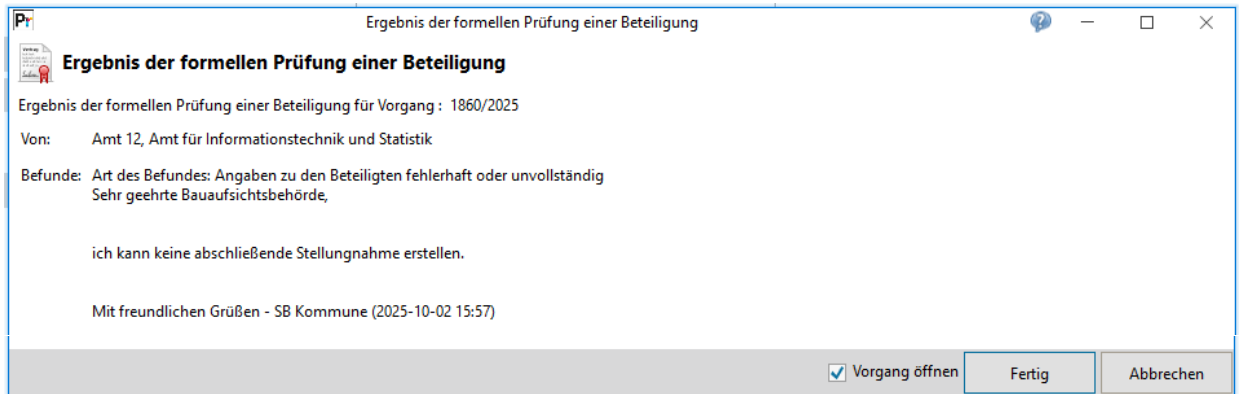 Pr
Ergebnis der formellen Prüfung einer Beteiligung
Ergebnis der formellen Prüfung einer Beteiligung
Ergebnis der formellen Prüfung einer Beteiligung für Vorgang : 1860/2025
Von: Amt 12, Amt für Informationstechnik und Statistik
Befunde: Art des Befundes: Angaben zu den Beteiligten fehlerhaft oder unvollständig
Sehr geehrte Bauaufsichtsbehörde,
ich kann keine abschließende Stellungnahme erstellen.
Mit freundlichen Grüßen - SB Kommune (2025-10-02 15:57)
Vorgang öffnen Fertig Abbrechen